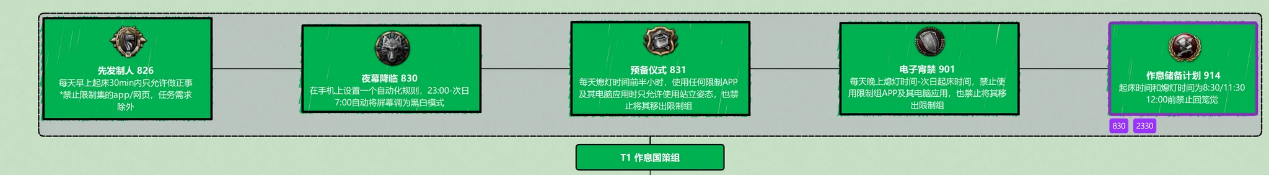 先发制人 826
每天早上起床30min内只允许做正事
*禁止限制集的app/网页，任务需求
除外
夜幕降临 830
在手机上设置一个自动化规则，23:00-次日
7:00自动将屏幕调为黑白模式
预备仪式 831
每天熄灯时间前半小时，使用任何限制APP
及其电脑应用时只允许使用站立姿态，也禁
止将其移出限制组
电子宵禁 901
每天晚上熄灯时间-次日起床时间，禁止使
用限制组APP及其电脑应用，也禁止将其移
出限制组
作息储备计划 914
起床时间和熄灯时间为8:30/11:30
12:00前禁止回笼觉
830
2330
T1 作息国策组